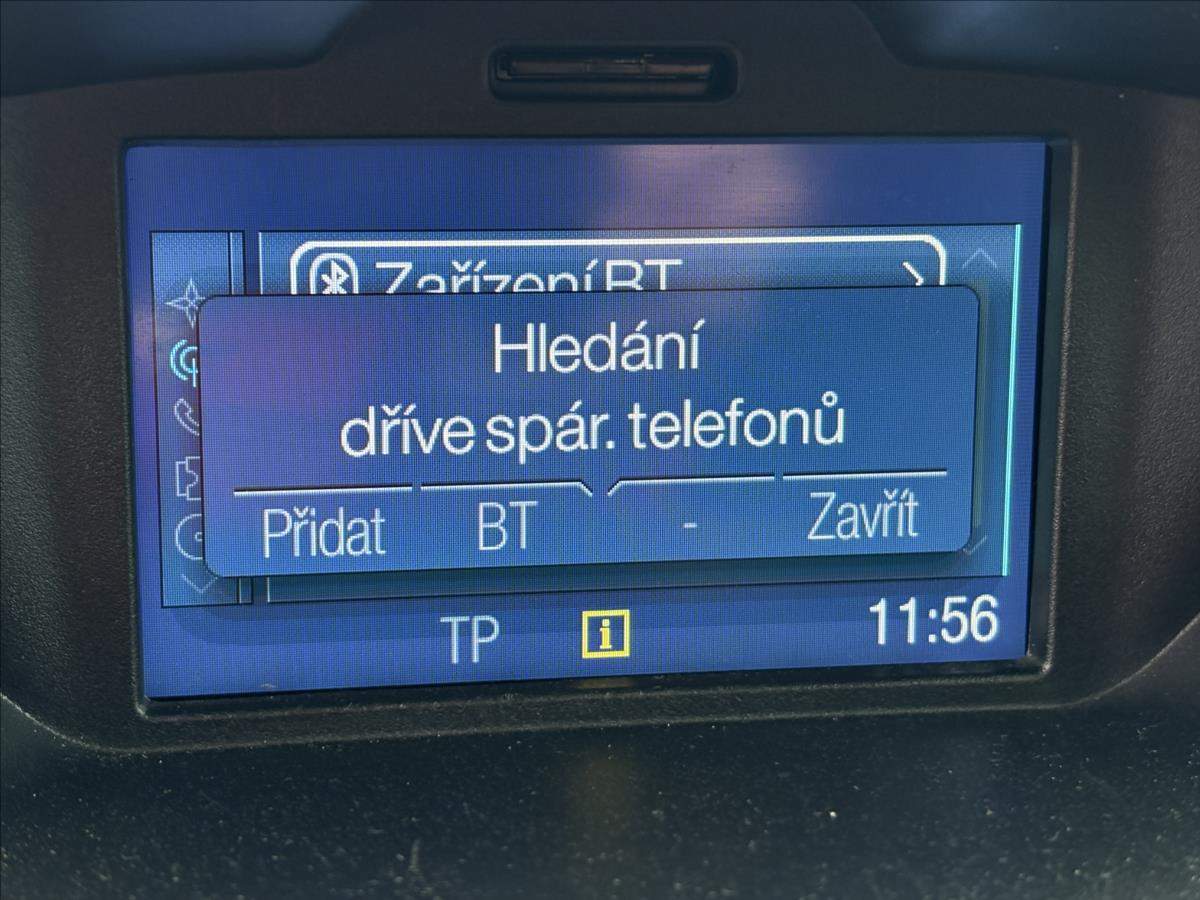 Zařízení BT
Hledání
dříve spár. telefonů
Přidat BT - Zavřít
TP i 11:56